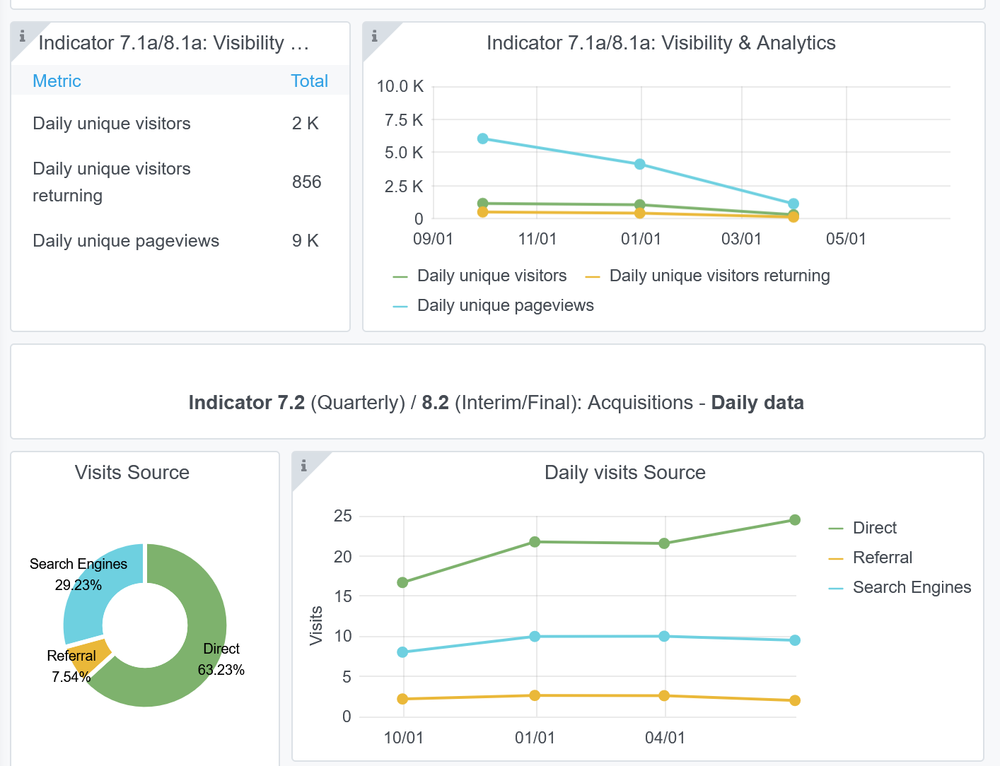 Indicator 7.1a/8.1a: Visibility …
Metric Total
Daily unique visitors 2 K
Daily unique visitors
returning 856
Daily unique pageviews 9 K
Indicator 7.1a/8.1a: Visibility & Analytics
10.0 K
7.5 K
5.0 K
2.5 K
0
09/01 11/01 01/01 03/01 05/01
Daily unique visitors Daily unique visitors returning
Daily unique pageviews
Indicator 7.2 (Quarterly) / 8.2 (Interim/Final): Acquisitions - Daily data
Visits Source
Search Engines
29.23%
Referral
7.54%
Direct
63.23%
Daily visits Source
Visits
25
20
15
10
5
0
10/01 01/01 04/01
Direct
Referral
Search Engines